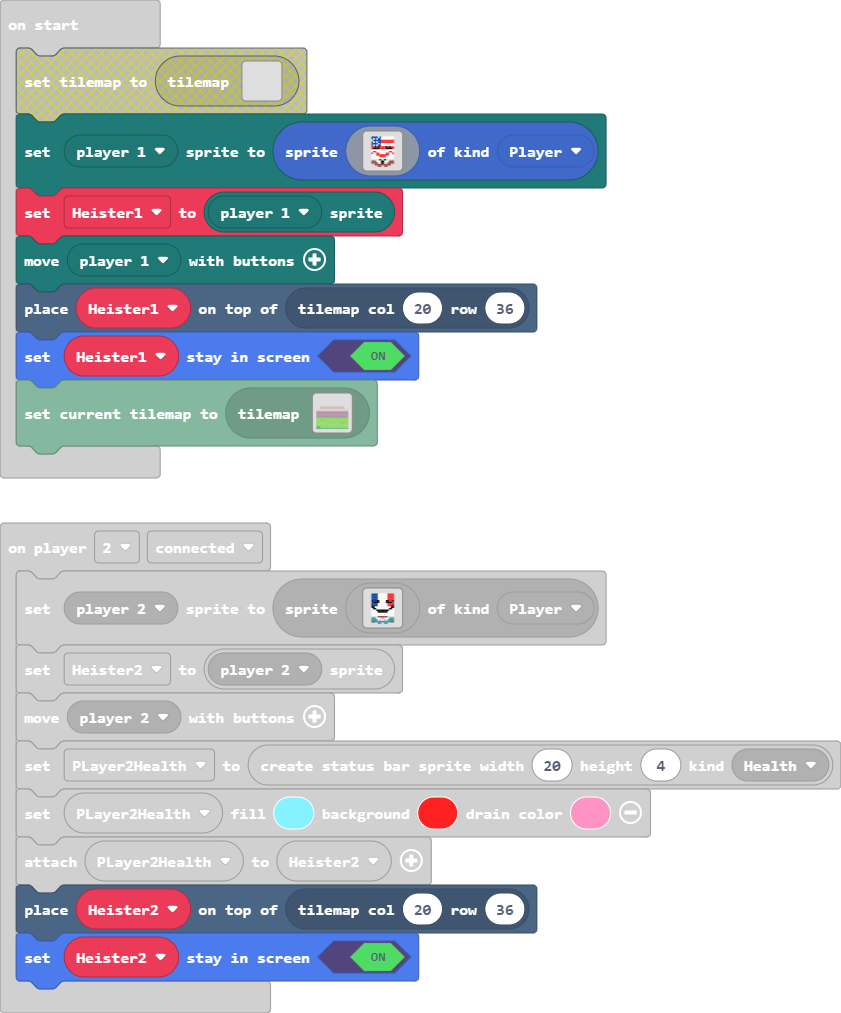 on start
set tilemap to tilemap
set player 1 sprite to sprite of kind Player
set Heister1 to player 1 sprite
move player 1 with buttons
place Heister1 on top of tilemap col 20 row 36
set Heister1 stay in screen ON
set current tilemap to tilemap
on player 2 connected
set player 2 sprite to sprite of kind Player
set Heister2 to player 2 sprite
move player 2 with buttons
set PLayer2Health to create status bar sprite width 20 height 4 kind Health
set PLayer2Health fill background drain color
attach PLayer2Health to Heister2
place Heister2 on top of tilemap col 20 row 36
set Heister2 stay in screen ON